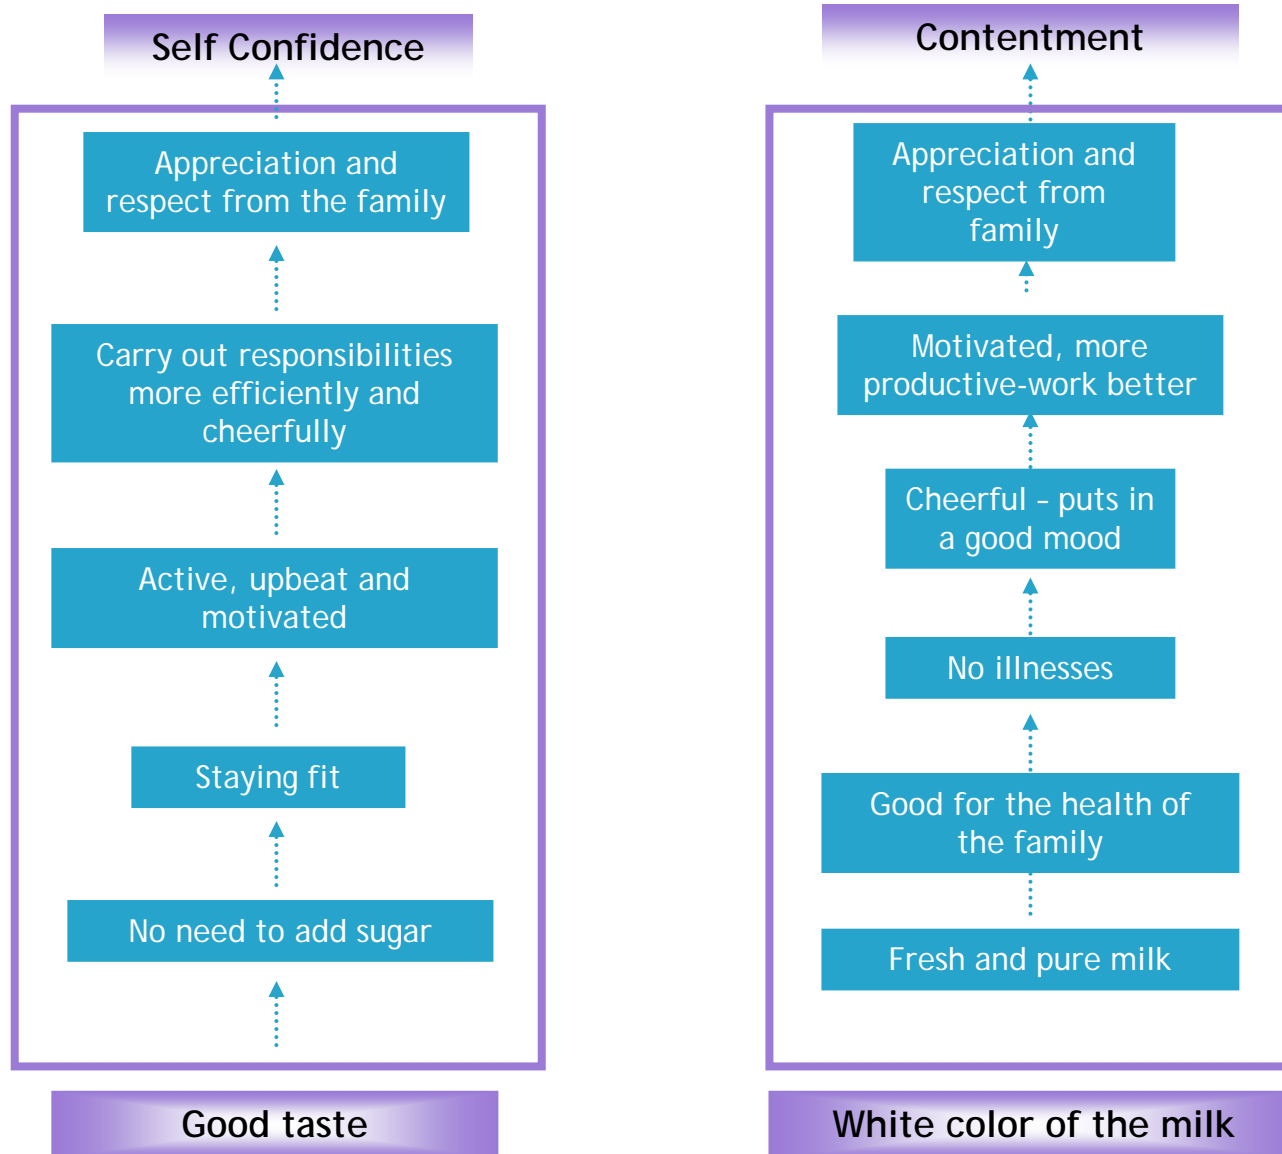 Self Confidence
Appreciation and
respect from the family
Carry out responsibilities
more efficiently and
cheerfully
Active, upbeat and
motivated
Staying fit
No need to add sugar
Good taste
Contentment
Appreciation and
respect from
family
Motivated, more
productive-work better
Cheerful – puts in
a good mood
No illnesses
Good for the health of
the family
Fresh and pure milk
White color of the milk